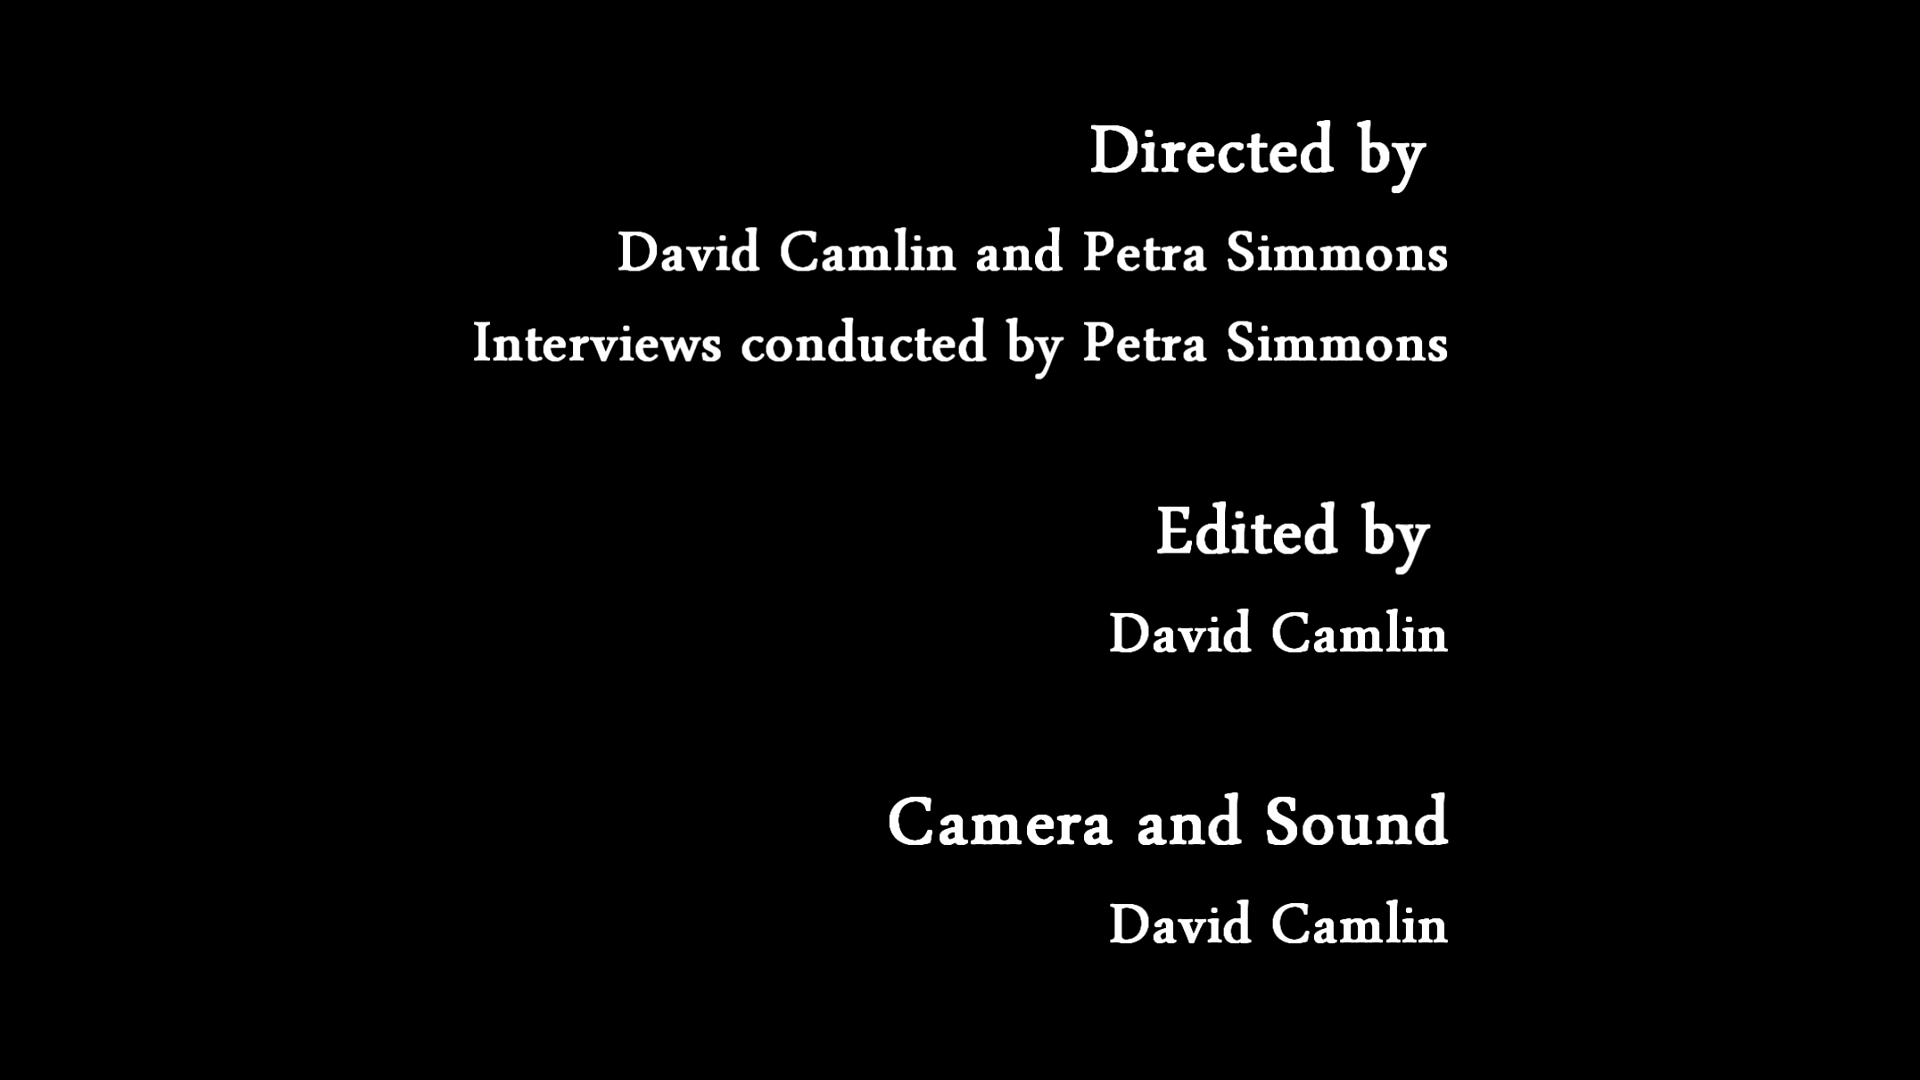 Directed by
David Camlin and Petra Simmons
Interviews conducted by Petra Simmons
Edited by
David Camlin
Camera and Sound
David Camlin